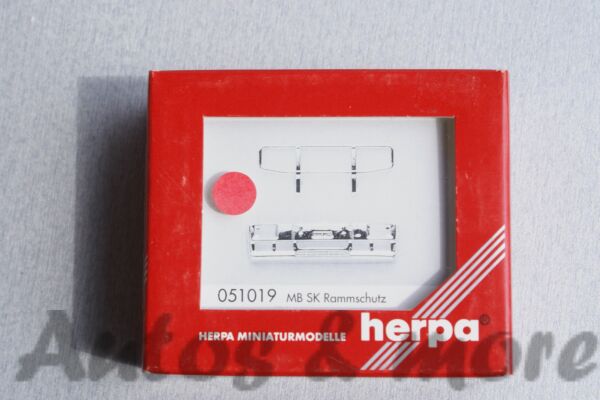 051019 MB SK Rammschutz
HERPA MINIATURMODELLE herpa®
Autos & more